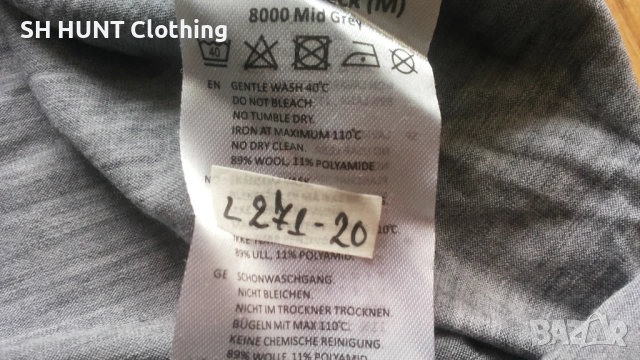 SH HUNT Clothing
(M)
8000 Mid Grey
40
EN GENTLE WASH 40°C
DO NOT BLEACH.
NO TUMBLE DRY.
IRON AT MAXIMUM 110°C
NO DRY CLEAN.
89% WOOL, 11% POLYAMIDE
L271-20
10°C
89% ULL, 11% POLYAMID
GE SCHONWASCHGANG.
NICHT BLEICHEN.
NICHT IM TROCKNER TROCKNEN.
BÜGELN MIT MAX 110°C
KEINE CHEMISCHE REINIGUNG
89% WOLLE, 11% POLYAMID
BAZAR